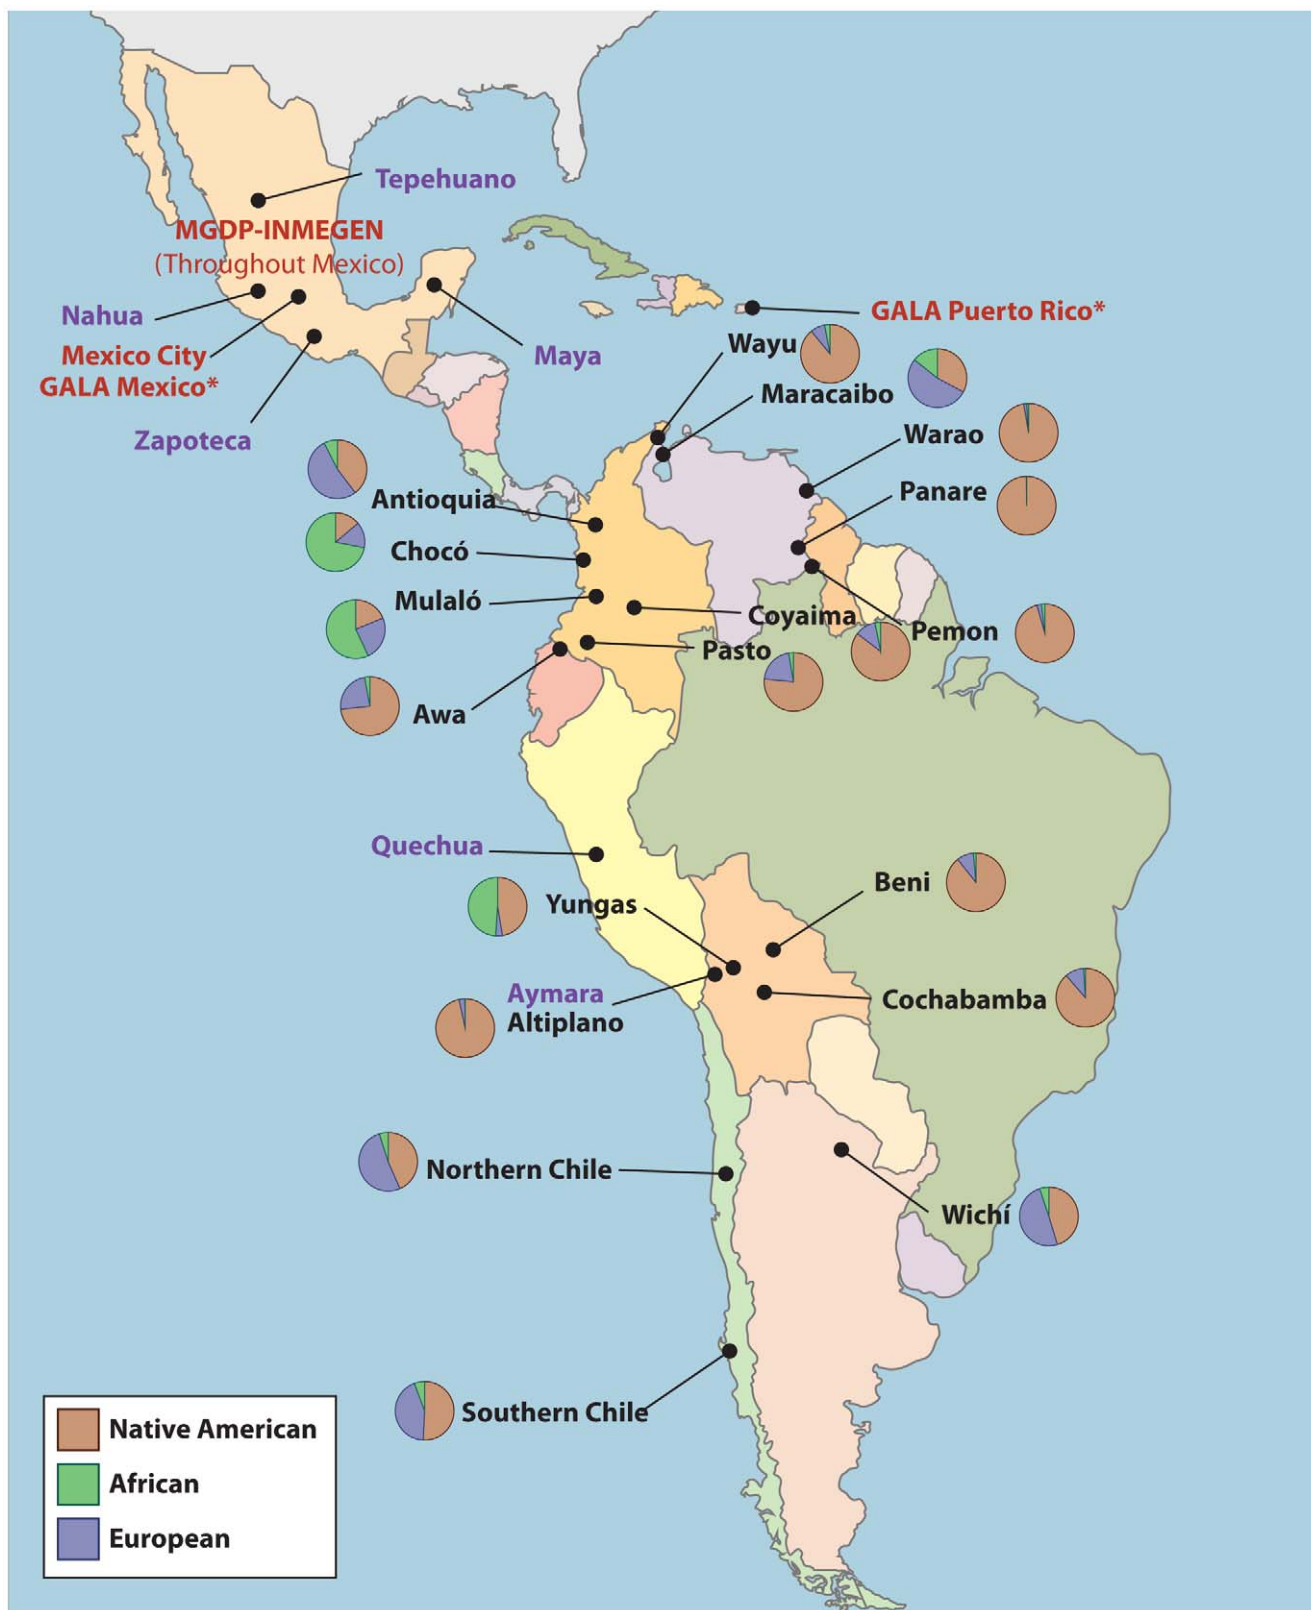 Tepehuano
MGDP-INMEGEN
(Throughout Mexico)
Nahua
Mexico City
GALA Mexico*
Zapoteca
Maya
GALA Puerto Rico*
Wayu
Maracaibo
Warao
Panare
Antioquia
Chocó
Mulaló
Coyaima
Pemon
Pasto
Awa
Quechua
Beni
Yungas
Aymara
Altiplano
Cochabamba
Northern Chile
Wichí
Southern Chile
Native American
African
European